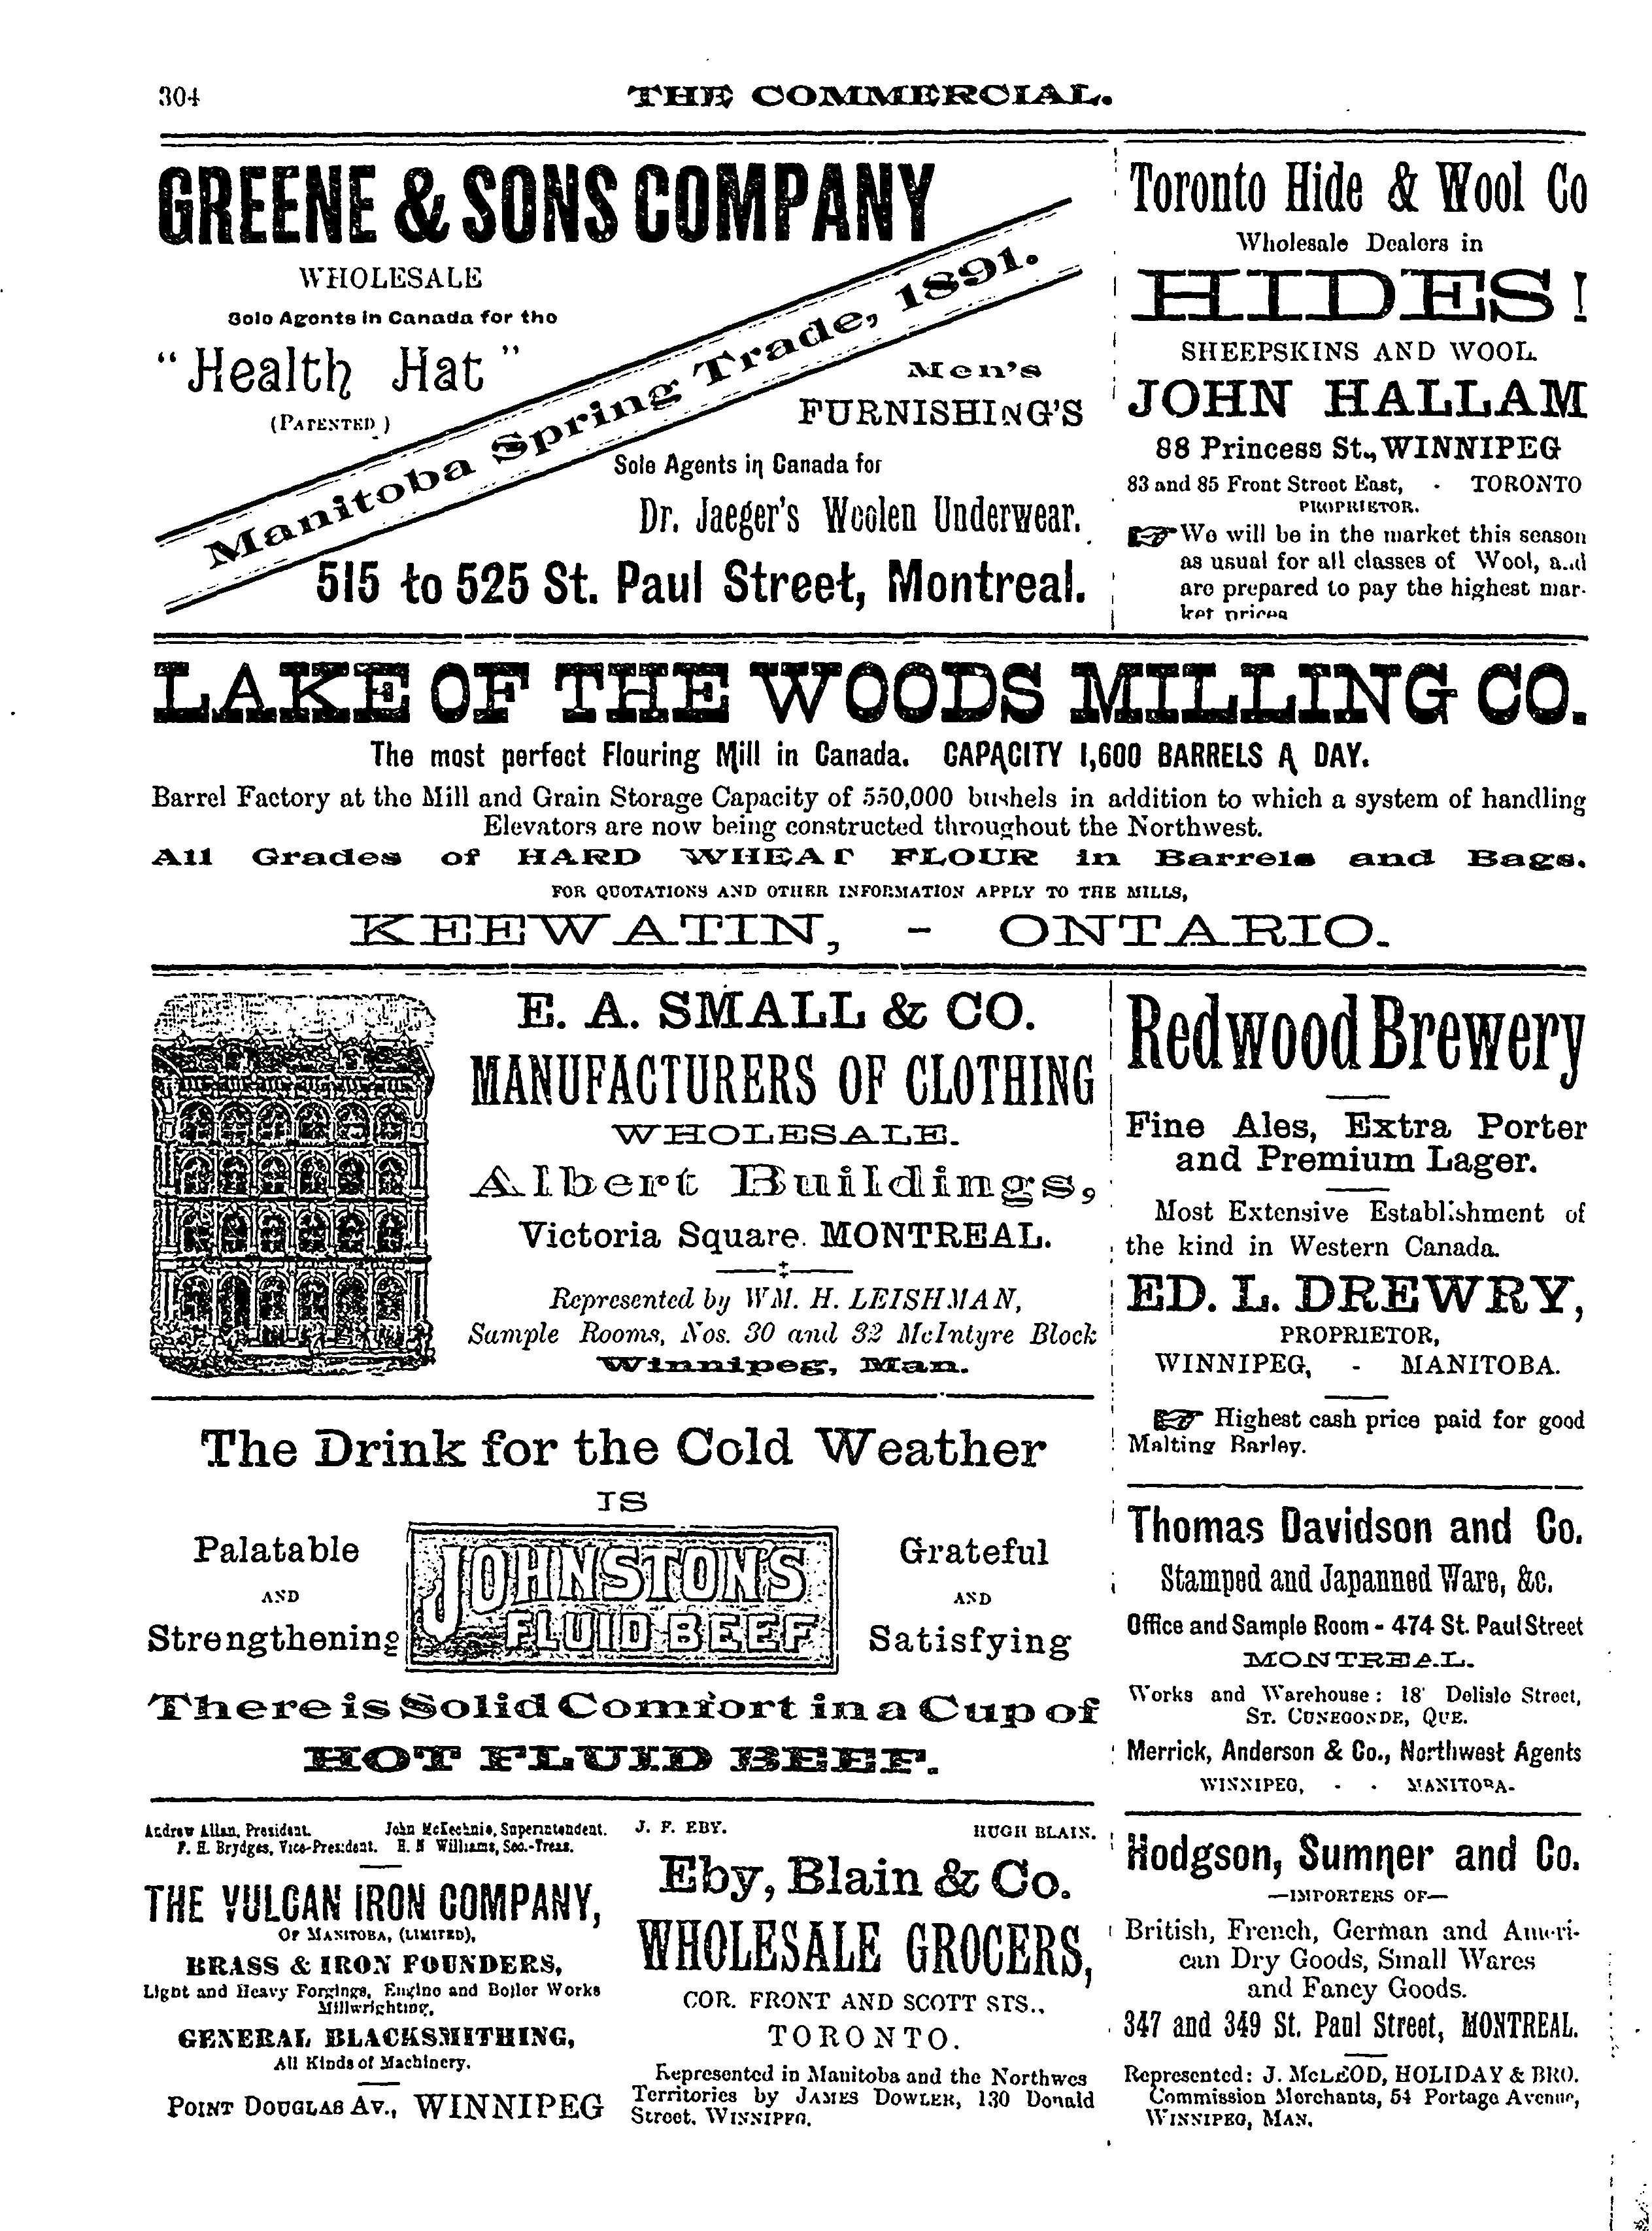 304
THE COMMERCIAL.
GREENE & SONS COMPANY
WHOLESALE
Sole Agents in Canada for the
"Health Hat"
(PATENTED)
Manitoba Spring Trade, 1891.
Men's
FURNISHING'S
Sole Agents in Canada for
Dr. Jaeger's Woolen Underwear.
515 to 525 St. Paul Street, Montreal.
Toronto Hide & Wool Co
Wholesale Dealers in
HIDES!
SHEEPSKINS AND WOOL.
JOHN HALLAM
88 Princess St., WINNIPEG
83 and 85 Front Street East, - TORONTO
PROPRIETOR.
We will be in the market this season
as usual for all classes of Wool, and
are prepared to pay the highest mar-
ket prices
LAKE OF THE WOODS MILLING CO.
The most perfect Flouring Mill in Canada. CAPACITY 1,600 BARRELS A DAY.
Barrel Factory at the Mill and Grain Storage Capacity of 550,000 bushels in addition to which a system of handling
Elevators are now being constructed throughout the Northwest.
All Grades of HARD WHEAT FLOUR in Barrels and Bags.
FOR QUOTATIONS AND OTHER INFORMATION APPLY TO THE MILLS,
KEEWATIN, - ONTARIO.
E. A. SMALL & CO.
MANUFACTURERS OF CLOTHING
WHOLESALE.
Albert Buildings,
Victoria Square. MONTREAL.
Represented by WM. H. LEISHMAN,
Sample Rooms, Nos. 30 and 32 McIntyre Block
Winnipeg, Man.
Redwood Brewery
Fine Ales, Extra Porter
and Premium Lager.
Most Extensive Establishment of
the kind in Western Canada.
ED. L. DREWRY,
PROPRIETOR,
WINNIPEG, - MANITOBA.
Highest cash price paid for good
Malting Barley.
The Drink for the Cold Weather
IS
Palatable
AND
Strengthening
JOHNSTON'S
FLUID BEEF
Grateful
AND
Satisfying
There is Solid Comfort in a Cup of
HOT FLUID BEEF.
Thomas Davidson and Co.
Stamped and Japanned Ware, &c.
Office and Sample Room - 474 St. Paul Street
MONTREAL.
Works and Warehouse: Delisle Street,
ST. CUNEGONDE, QUE.
Merrick, Anderson & Co., Northwest Agents
WINNIPEG, - - MANITOBA.
Andrew Allan, President. John McKechnie, Superintendent.
F. H. Brydges, Vice-President. H. N Williams, Sec.-Treas.
THE VULCAN IRON COMPANY,
OF MANITOBA, (LIMITED),
BRASS & IRON FOUNDERS,
Light and Heavy Forgings, Engine and Boiler Works
Millwrighting,
GENERAL BLACKSMITHING,
All Kinds of Machinery.
POINT DOUGLAS AV., WINNIPEG
J. F. EBY. HUGH BLAIN.
Eby, Blain & Co.
WHOLESALE GROCERS,
COR. FRONT AND SCOTT STS.,
TORONTO.
Represented in Manitoba and the Northwes
Territories by JAMES DOWLER, 130 Donald
Street. WINNIPEG.
Hodgson, Sumner and Co.
—IMPORTERS OF—
British, French, German and Ameri-
can Dry Goods, Small Wares
and Fancy Goods.
347 and 349 St. Paul Street, MONTREAL.
Represented: J. McLEOD, HOLIDAY & BRO.
Commission Merchants, 54 Portage Avenue,
WINNIPEG, MAN.